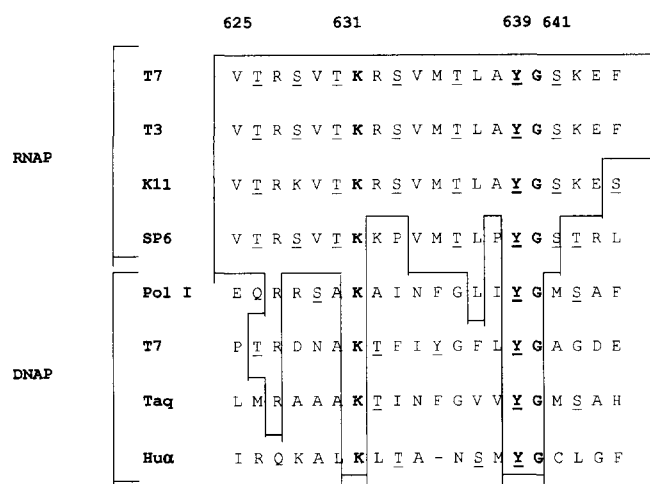 625 631 639 641
T7 V T R S V T K R S V M T L A Y G S K E F
T3 V T R S V T K R S V M T L A Y G S K E F
RNAP
K11 V T R K V T K R S V M T L A Y G S K E S
SP6 V T R S V T K K P V M T L P Y G S T R L
Pol I E Q R R S A K A I N F G L I Y G M S A F
T7 P T R D N A K T F I Y G F L Y G A G D E
DNAP
Taq L M R A A A K T I N F G V V Y G M S A H
Huα I R Q K A L K L T A - N S M Y G C L G F